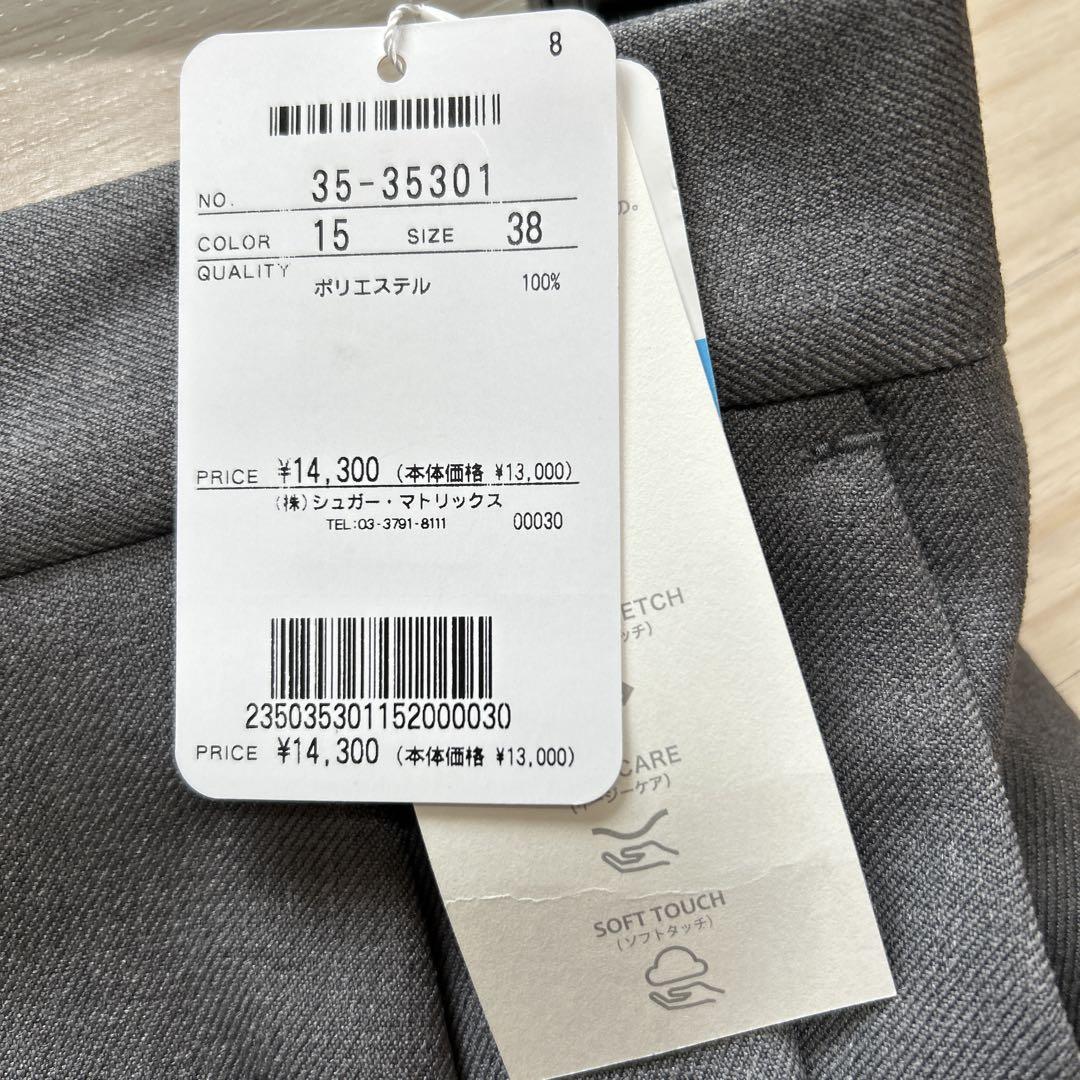 8
NO. 35-35301
COLOR 15 SIZE 38
QUALITY
ポリエステル 100%
PRICE ¥14,300 (本体価格 ¥13,000)
(株)シュガー・マトリックス
TEL:03-3791-8111 00030
235035301152000030
PRICE ¥14,300 (本体価格 ¥13,000)
の。
ETCH
ッチ)
CARE
ージーケア)
SOFT TOUCH
(ソフトタッチ)